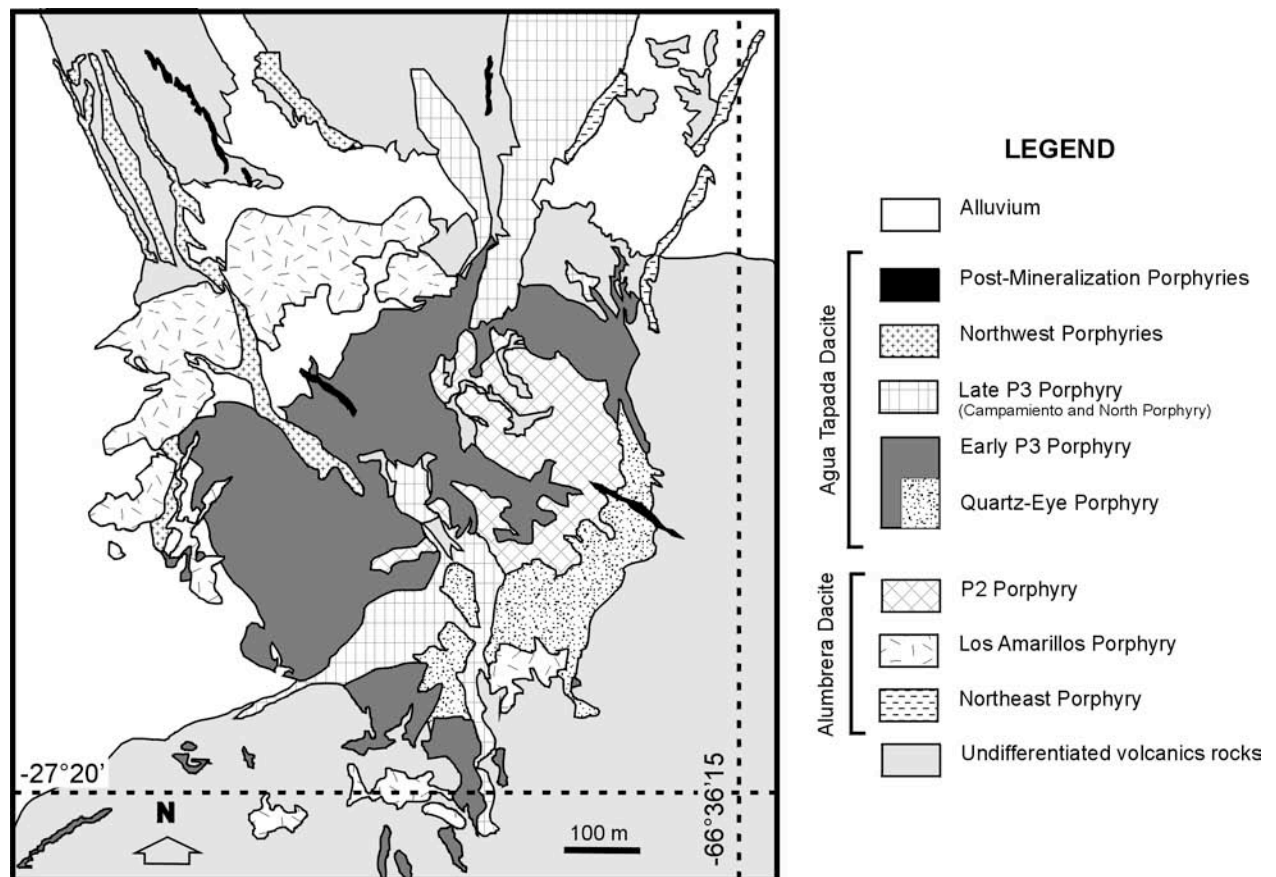 -27°20'
N
100 m
-66°36'15
LEGEND
Alluvium
Agua Tapada Dacite
Post-Mineralization Porphyries
Northwest Porphyries
Late P3 Porphyry
(Campamiento and North Porphyry)
Early P3 Porphyry
Quartz-Eye Porphyry
Alumbrera Dacite
P2 Porphyry
Los Amarillos Porphyry
Northeast Porphyry
Undifferentiated volcanics rocks